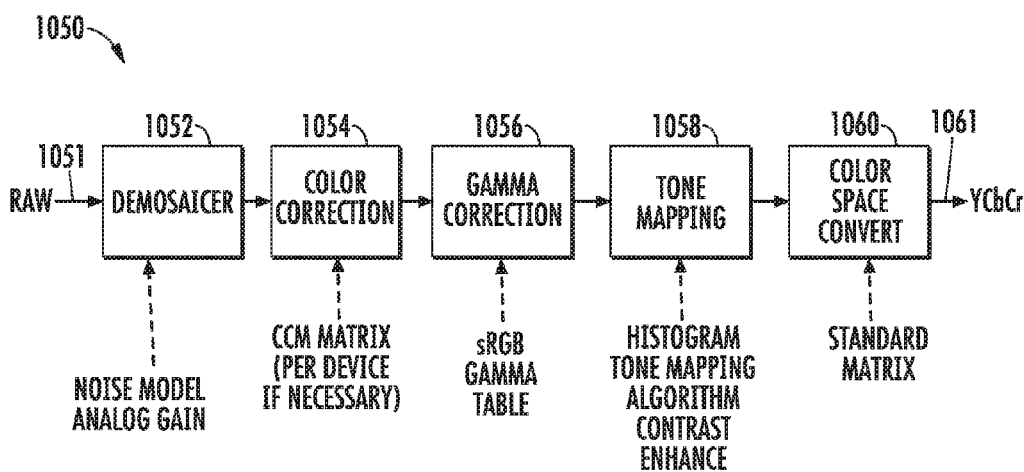 1050
1052
1054
1056
1058
1060
1061
1051
RAW
DEMOSAICER
COLOR
CORRECTION
GAMMA
CORRECTION
TONE
MAPPING
COLOR
SPACE
CONVERT
YCbCr
NOISE MODEL
ANALOG GAIN
CCM MATRIX
(PER DEVICE
IF NECESSARY)
sRGB
GAMMA
TABLE
HISTOGRAM
TONE MAPPING
ALGORITHM
CONTRAST
ENHANCE
STANDARD
MATRIX